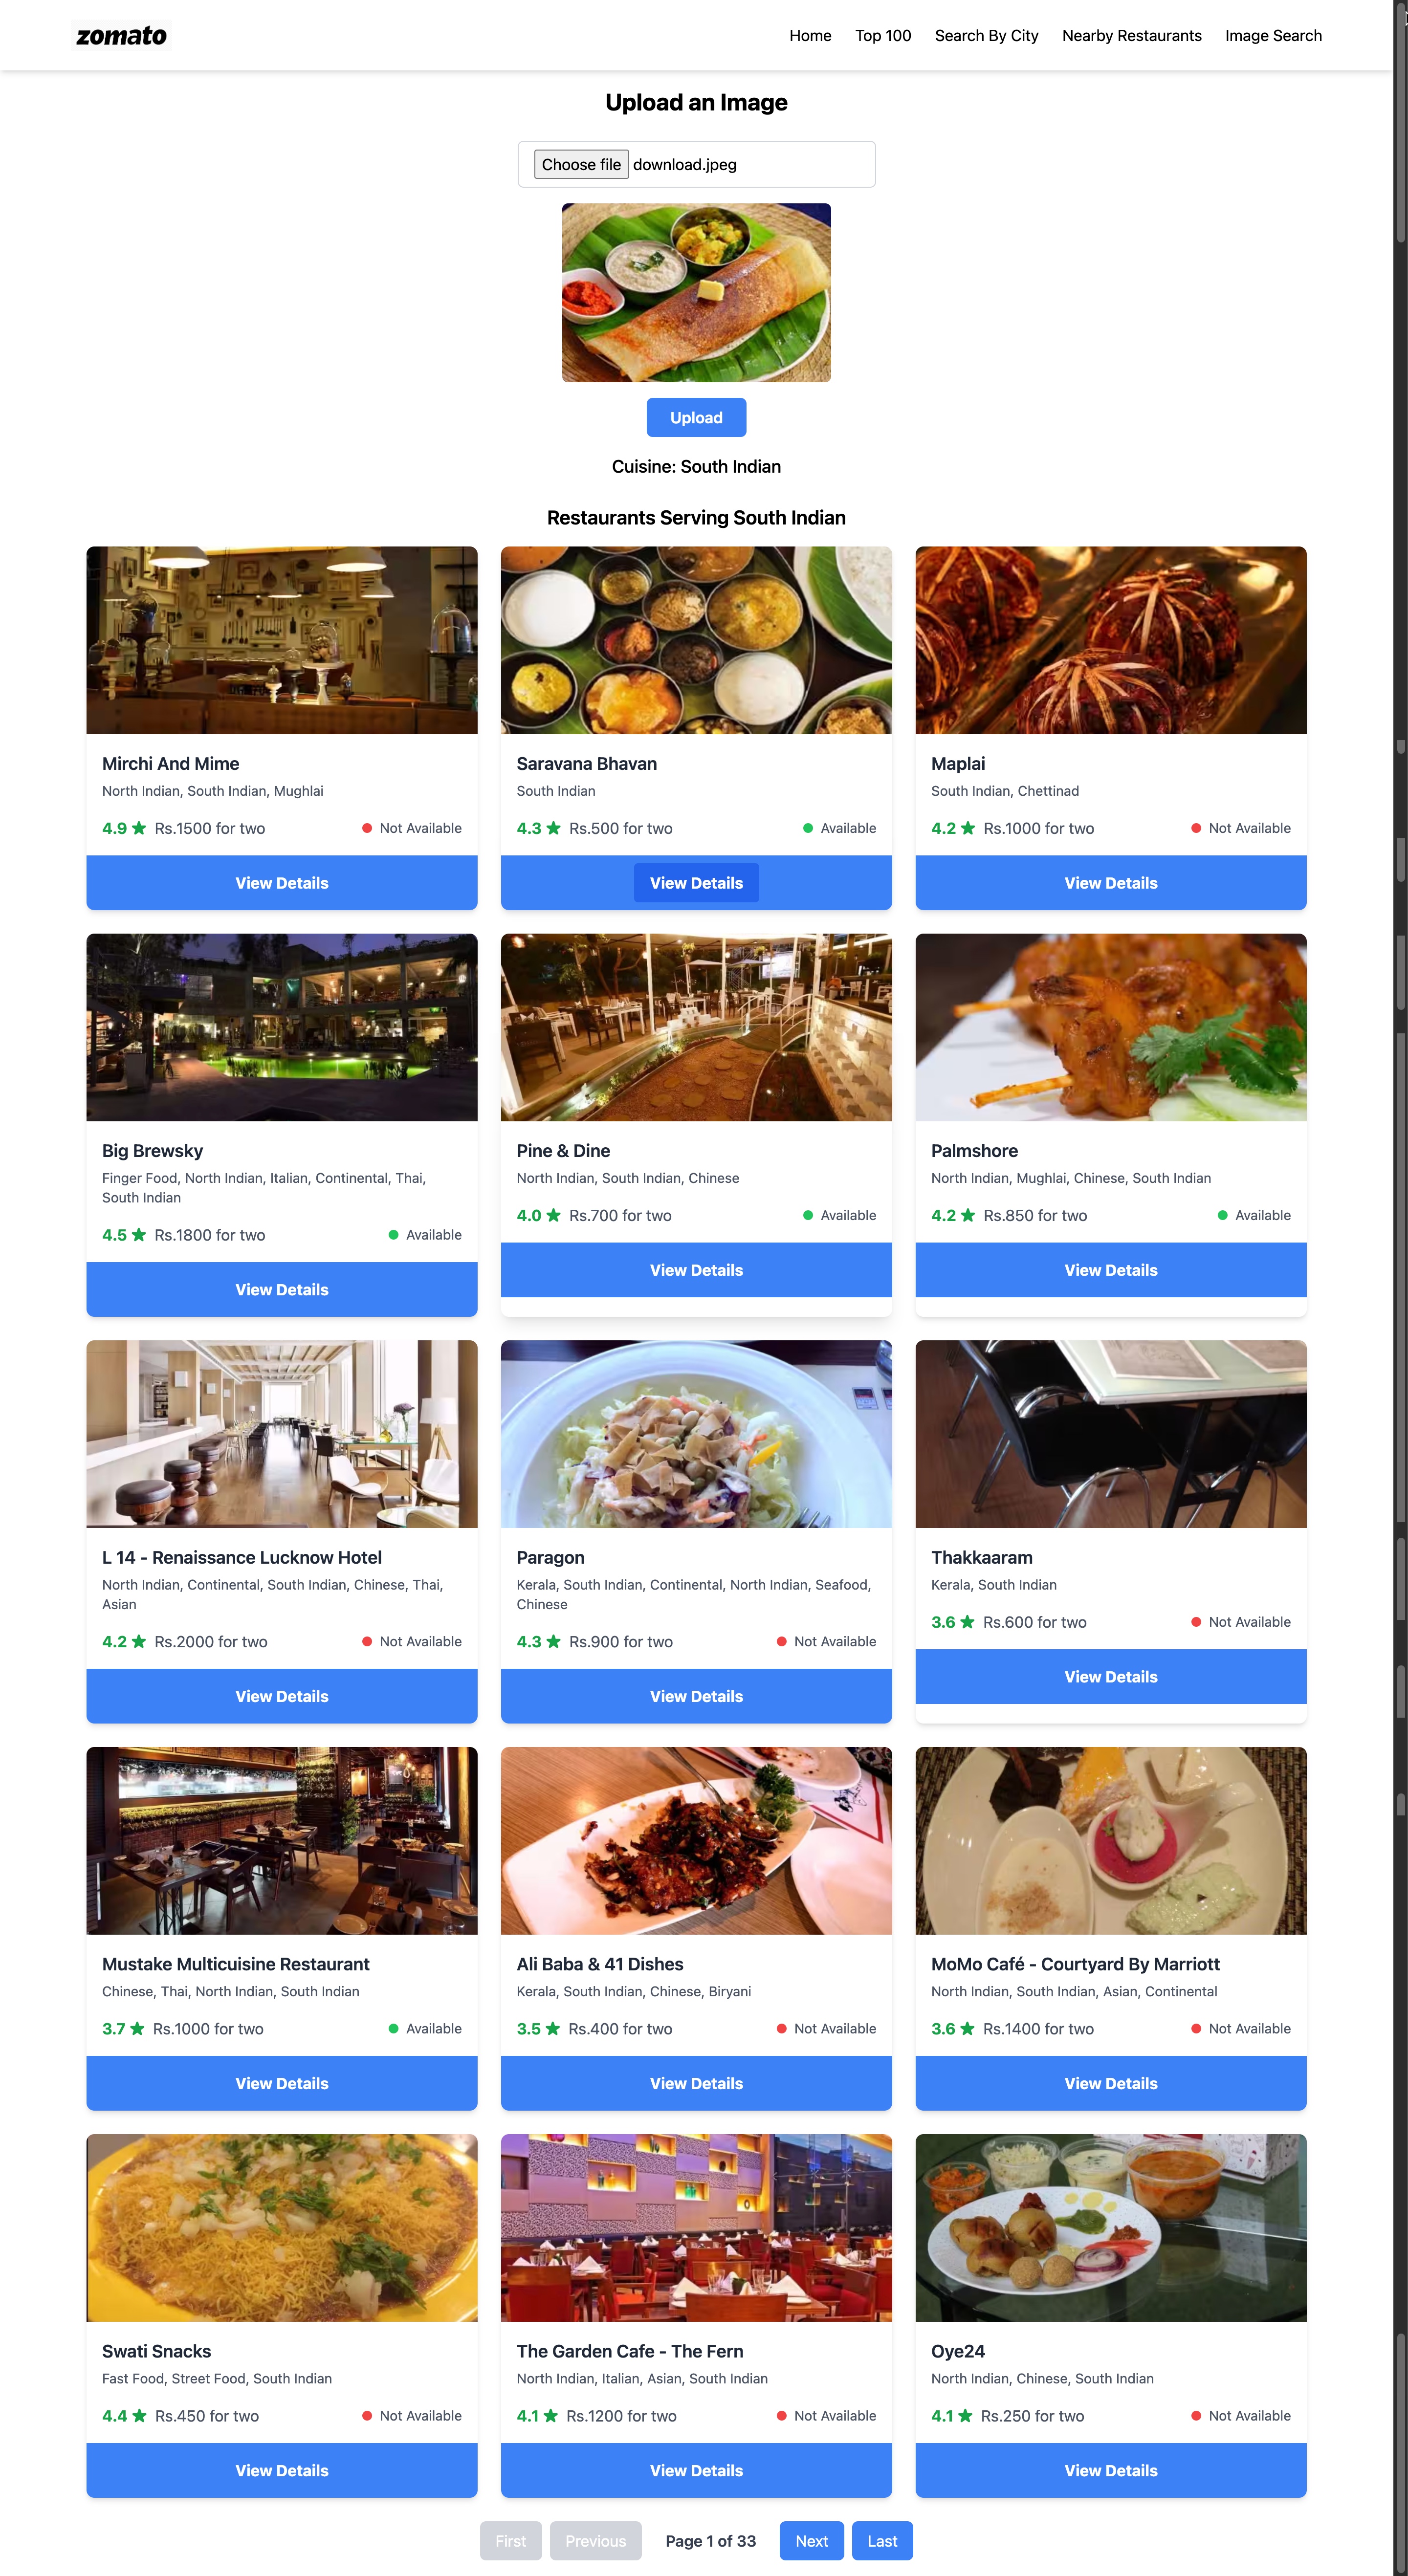 zomato
Home Top 100 Search By City Nearby Restaurants Image Search
Upload an Image
Choose file download.jpeg
Upload
Cuisine: South Indian
Restaurants Serving South Indian
Mirchi And Mime
North Indian, South Indian, Mughlai
4.9 ★ Rs.1500 for two Not Available
View Details
Saravana Bhavan
South Indian
4.3 ★ Rs.500 for two Available
View Details
Maplai
South Indian, Chettinad
4.2 ★ Rs.1000 for two Not Available
View Details
Big Brewsky
Finger Food, North Indian, Italian, Continental, Thai,
South Indian
4.5 ★ Rs.1800 for two Available
View Details
Pine & Dine
North Indian, South Indian, Chinese
4.0 ★ Rs.700 for two Available
View Details
Palmshore
North Indian, Mughlai, Chinese, South Indian
4.2 ★ Rs.850 for two Available
View Details
L 14 - Renaissance Lucknow Hotel
North Indian, Continental, South Indian, Chinese, Thai,
Asian
4.2 ★ Rs.2000 for two Not Available
View Details
Paragon
Kerala, South Indian, Continental, North Indian, Seafood,
Chinese
4.3 ★ Rs.900 for two Not Available
View Details
Thakkaaram
Kerala, South Indian
3.6 ★ Rs.600 for two Not Available
View Details
Mustake Multicuisine Restaurant
Chinese, Thai, North Indian, South Indian
3.7 ★ Rs.1000 for two Available
View Details
Ali Baba & 41 Dishes
Kerala, South Indian, Chinese, Biryani
3.5 ★ Rs.400 for two Not Available
View Details
MoMo Café - Courtyard By Marriott
North Indian, South Indian, Asian, Continental
3.6 ★ Rs.1400 for two Not Available
View Details
Swati Snacks
Fast Food, Street Food, South Indian
4.4 ★ Rs.450 for two Not Available
View Details
The Garden Cafe - The Fern
North Indian, Italian, Asian, South Indian
4.1 ★ Rs.1200 for two Not Available
View Details
Oye24
North Indian, Chinese, South Indian
4.1 ★ Rs.250 for two Not Available
View Details
First Previous Page 1 of 33 Next Last